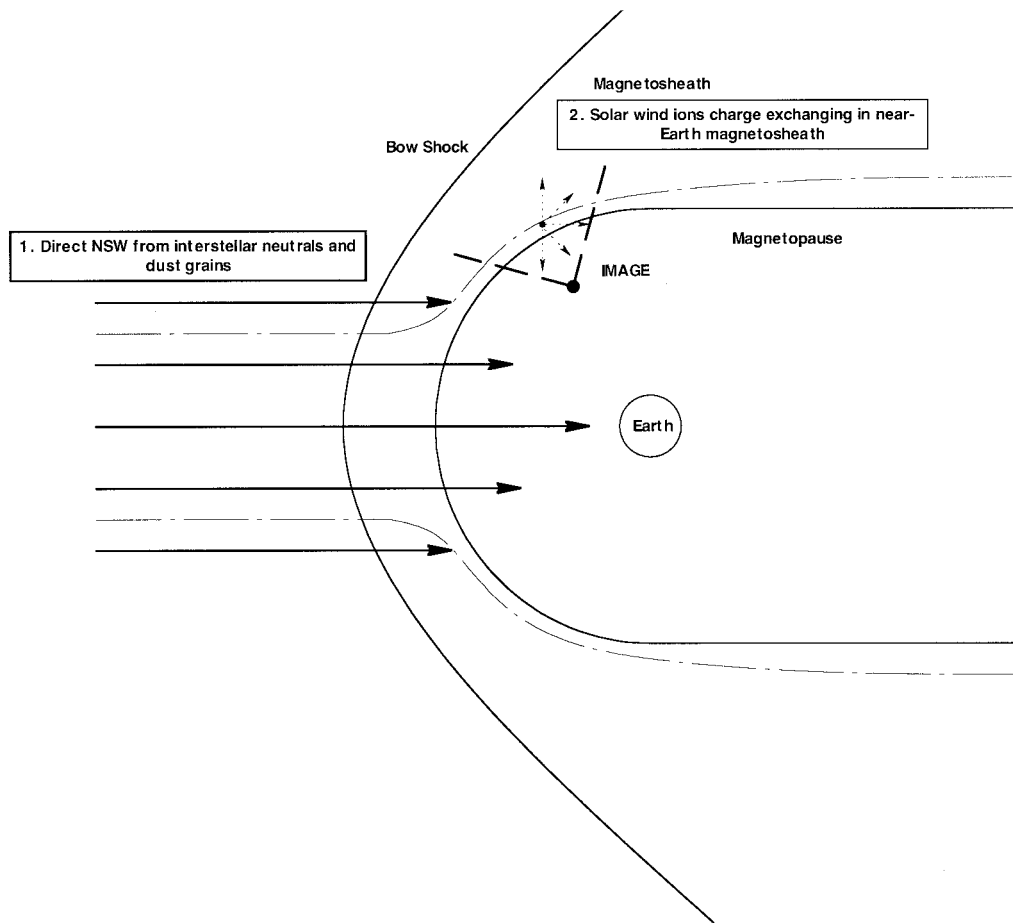 Magnetosheath
2. Solar wind ions charge exchanging in near-
Earth magnetosheath
Bow Shock
1. Direct NSW from interstellar neutrals and
dust grains
Magnetopause
IMAGE
Earth